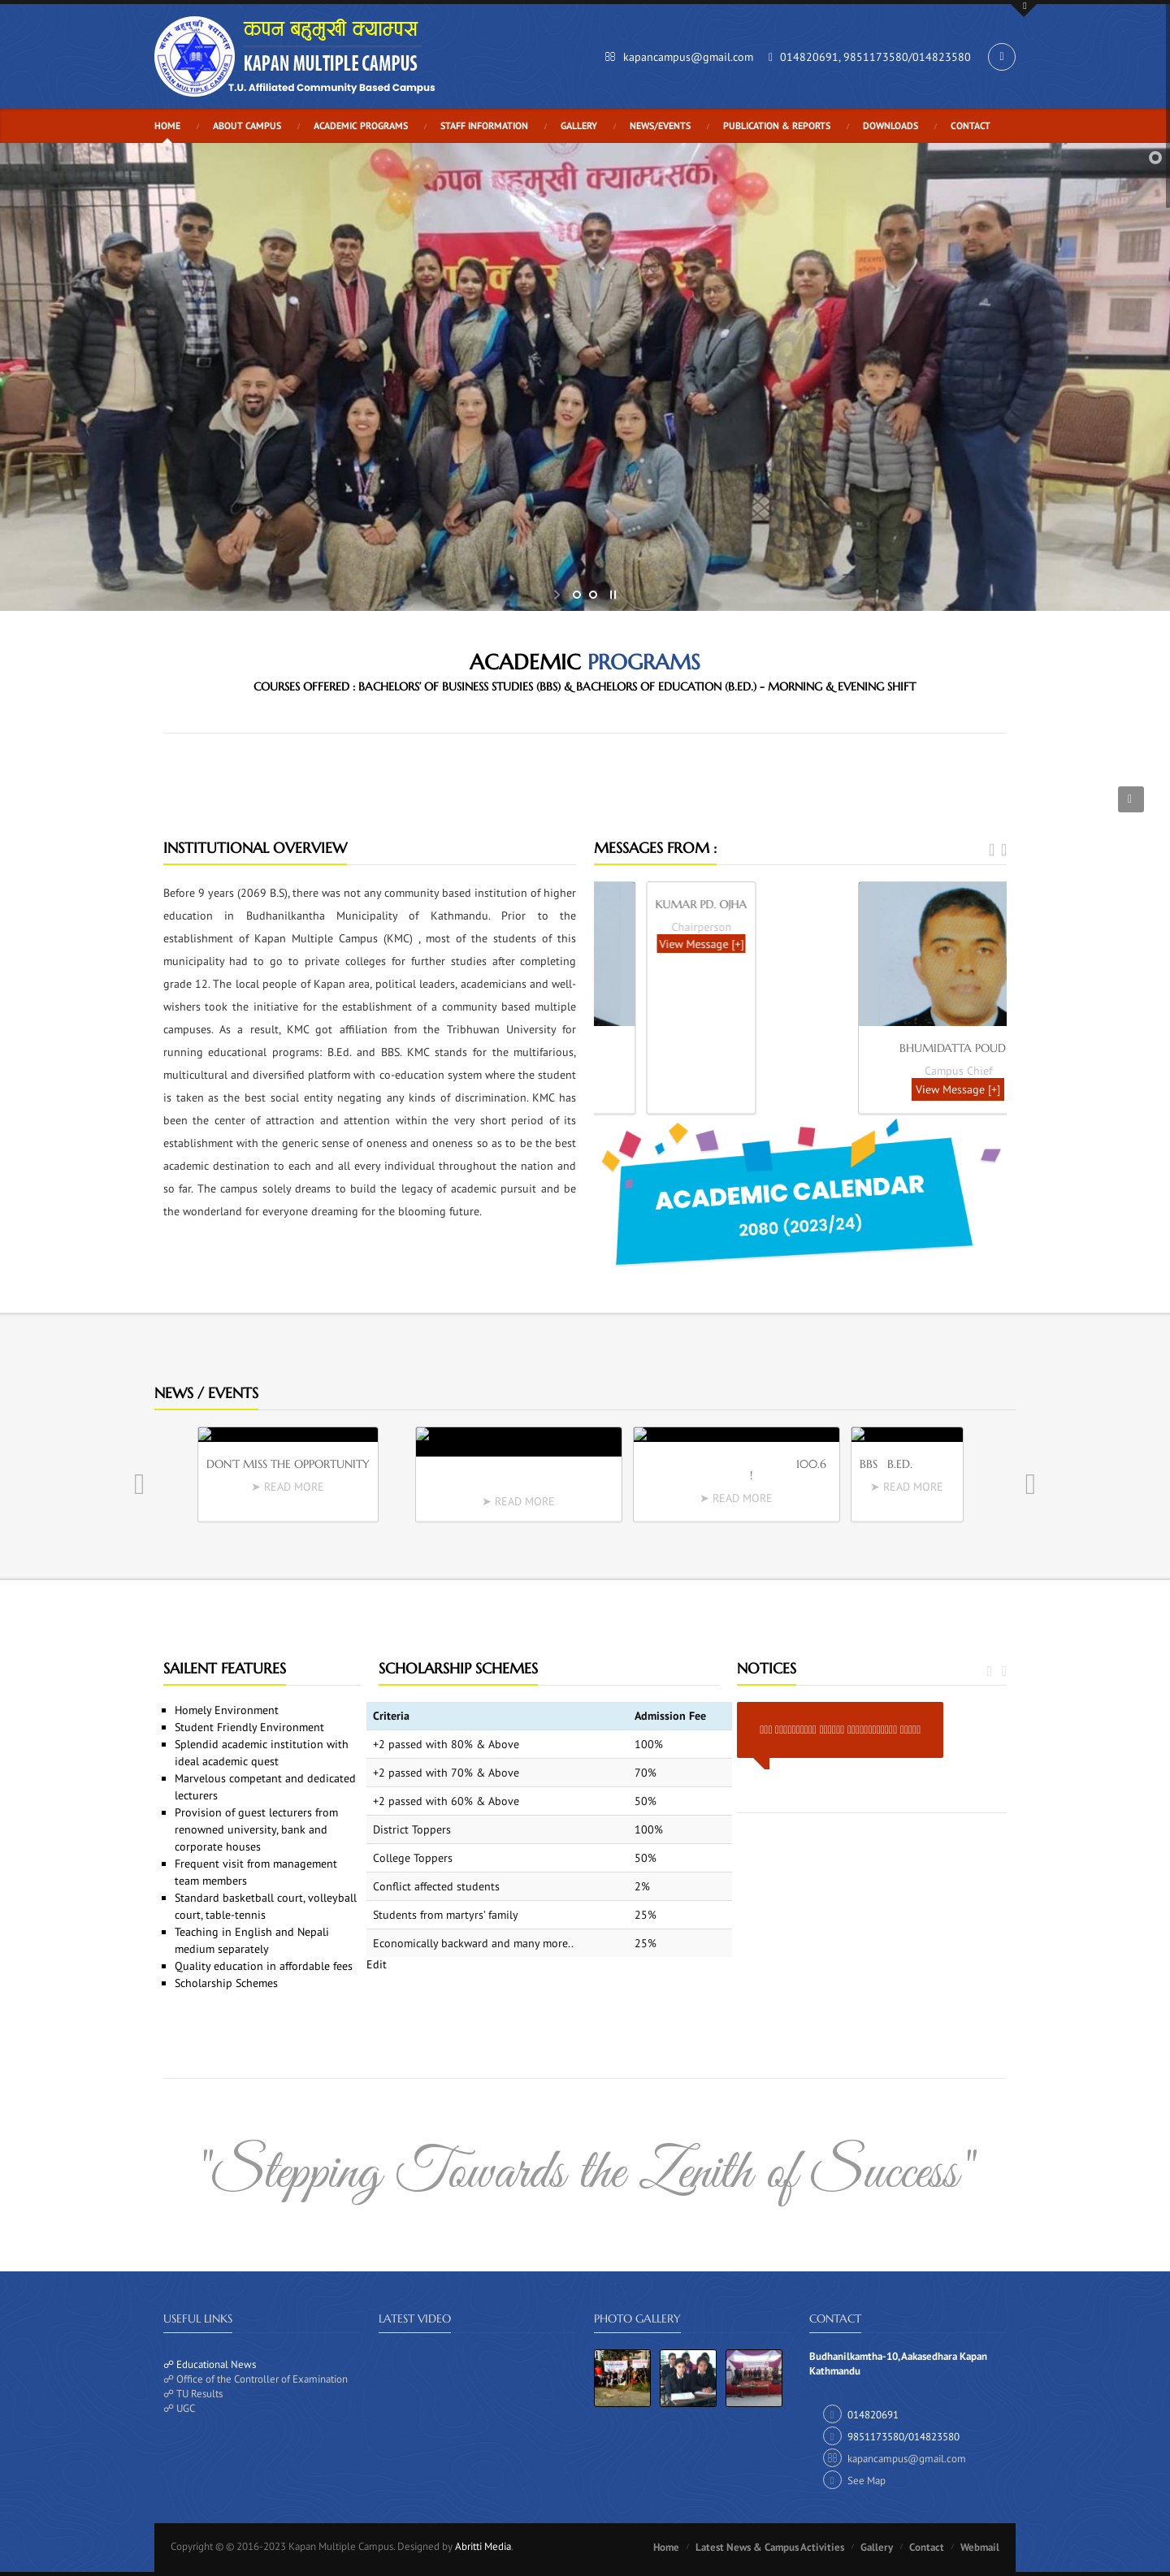 कपन बहुमुखी क्याम्पस
KAPAN MULTIPLE CAMPUS
T.U. Affiliated Community Based Campus
kapancampus@gmail.com 014820691, 9851173580/014823580
HOME / ABOUT CAMPUS / ACADEMIC PROGRAMS / STAFF INFORMATION / GALLERY / NEWS/EVENTS / PUBLICATION & REPORTS / DOWNLOADS / CONTACT
कपन बहुमुखी क्याम्पसको
ACADEMIC PROGRAMS
COURSES OFFERED : BACHELORS' OF BUSINESS STUDIES (BBS) & BACHELORS OF EDUCATION (B.ED.) - MORNING & EVENING SHIFT
INSTITUTIONAL OVERVIEW
Before 9 years (2069 B.S), there was not any community based institution of higher
education in Budhanilkantha Municipality of Kathmandu. Prior to the
establishment of Kapan Multiple Campus (KMC) , most of the students of this
municipality had to go to private colleges for further studies after completing
grade 12. The local people of Kapan area, political leaders, academicians and well-
wishers took the initiative for the establishment of a community based multiple
campuses. As a result, KMC got affiliation from the Tribhuwan University for
running educational programs: B.Ed. and BBS. KMC stands for the multifarious,
multicultural and diversified platform with co-education system where the student
is taken as the best social entity negating any kinds of discrimination. KMC has
been the center of attraction and attention within the very short period of its
establishment with the generic sense of oneness and oneness so as to be the best
academic destination to each and all every individual throughout the nation and
so far. The campus solely dreams to build the legacy of academic pursuit and be
the wonderland for everyone dreaming for the blooming future.
MESSAGES FROM :
KUMAR PD. OJHA
Chairperson
View Message [+]
BHUMIDATTA POUD
Campus Chief
View Message [+]
ACADEMIC CALENDAR
2080 (2023/24)
NEWS / EVENTS
DON'T MISS THE OPPORTUNITY
➤ READ MORE
➤ READ MORE
100.6
!
➤ READ MORE
BBS B.ED.
➤ READ MORE
SAILENT FEATURES
Homely Environment
Student Friendly Environment
Splendid academic institution with
ideal academic quest
Marvelous competant and dedicated
lecturers
Provision of guest lecturers from
renowned university, bank and
corporate houses
Frequent visit from management
team members
Standard basketball court, volleyball
court, table-tennis
Teaching in English and Nepali
medium separately
Quality education in affordable fees
Scholarship Schemes
SCHOLARSHIP SCHEMES
Criteria Admission Fee
+2 passed with 80% & Above 100%
+2 passed with 70% & Above 70%
+2 passed with 60% & Above 50%
District Toppers 100%
College Toppers 50%
Conflict affected students 2%
Students from martyrs' family 25%
Economically backward and many more.. 25%
Edit
NOTICES
"Stepping Towards the Zenith of Success"
USEFUL LINKS
Educational News
Office of the Controller of Examination
TU Results
UGC
LATEST VIDEO
PHOTO GALLERY
CONTACT
Budhanilkamtha-10, Aakasedhara Kapan
Kathmandu
014820691
9851173580/014823580
kapancampus@gmail.com
See Map
Copyright © © 2016-2023 Kapan Multiple Campus. Designed by Abritti Media.
Home / Latest News & Campus Activities / Gallery / Contact / Webmail